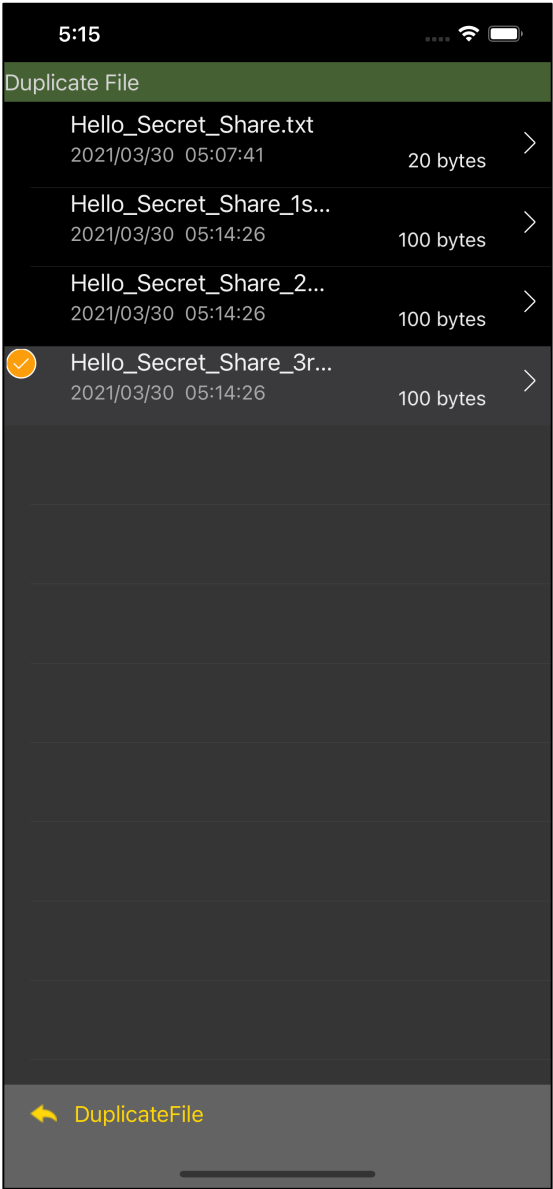 5:15
Duplicate File
Hello_Secret_Share.txt
2021/03/30 05:07:41
20 bytes
Hello_Secret_Share_1s...
2021/03/30 05:14:26
100 bytes
Hello_Secret_Share_2...
2021/03/30 05:14:26
100 bytes
Hello_Secret_Share_3r...
2021/03/30 05:14:26
100 bytes
DuplicateFile